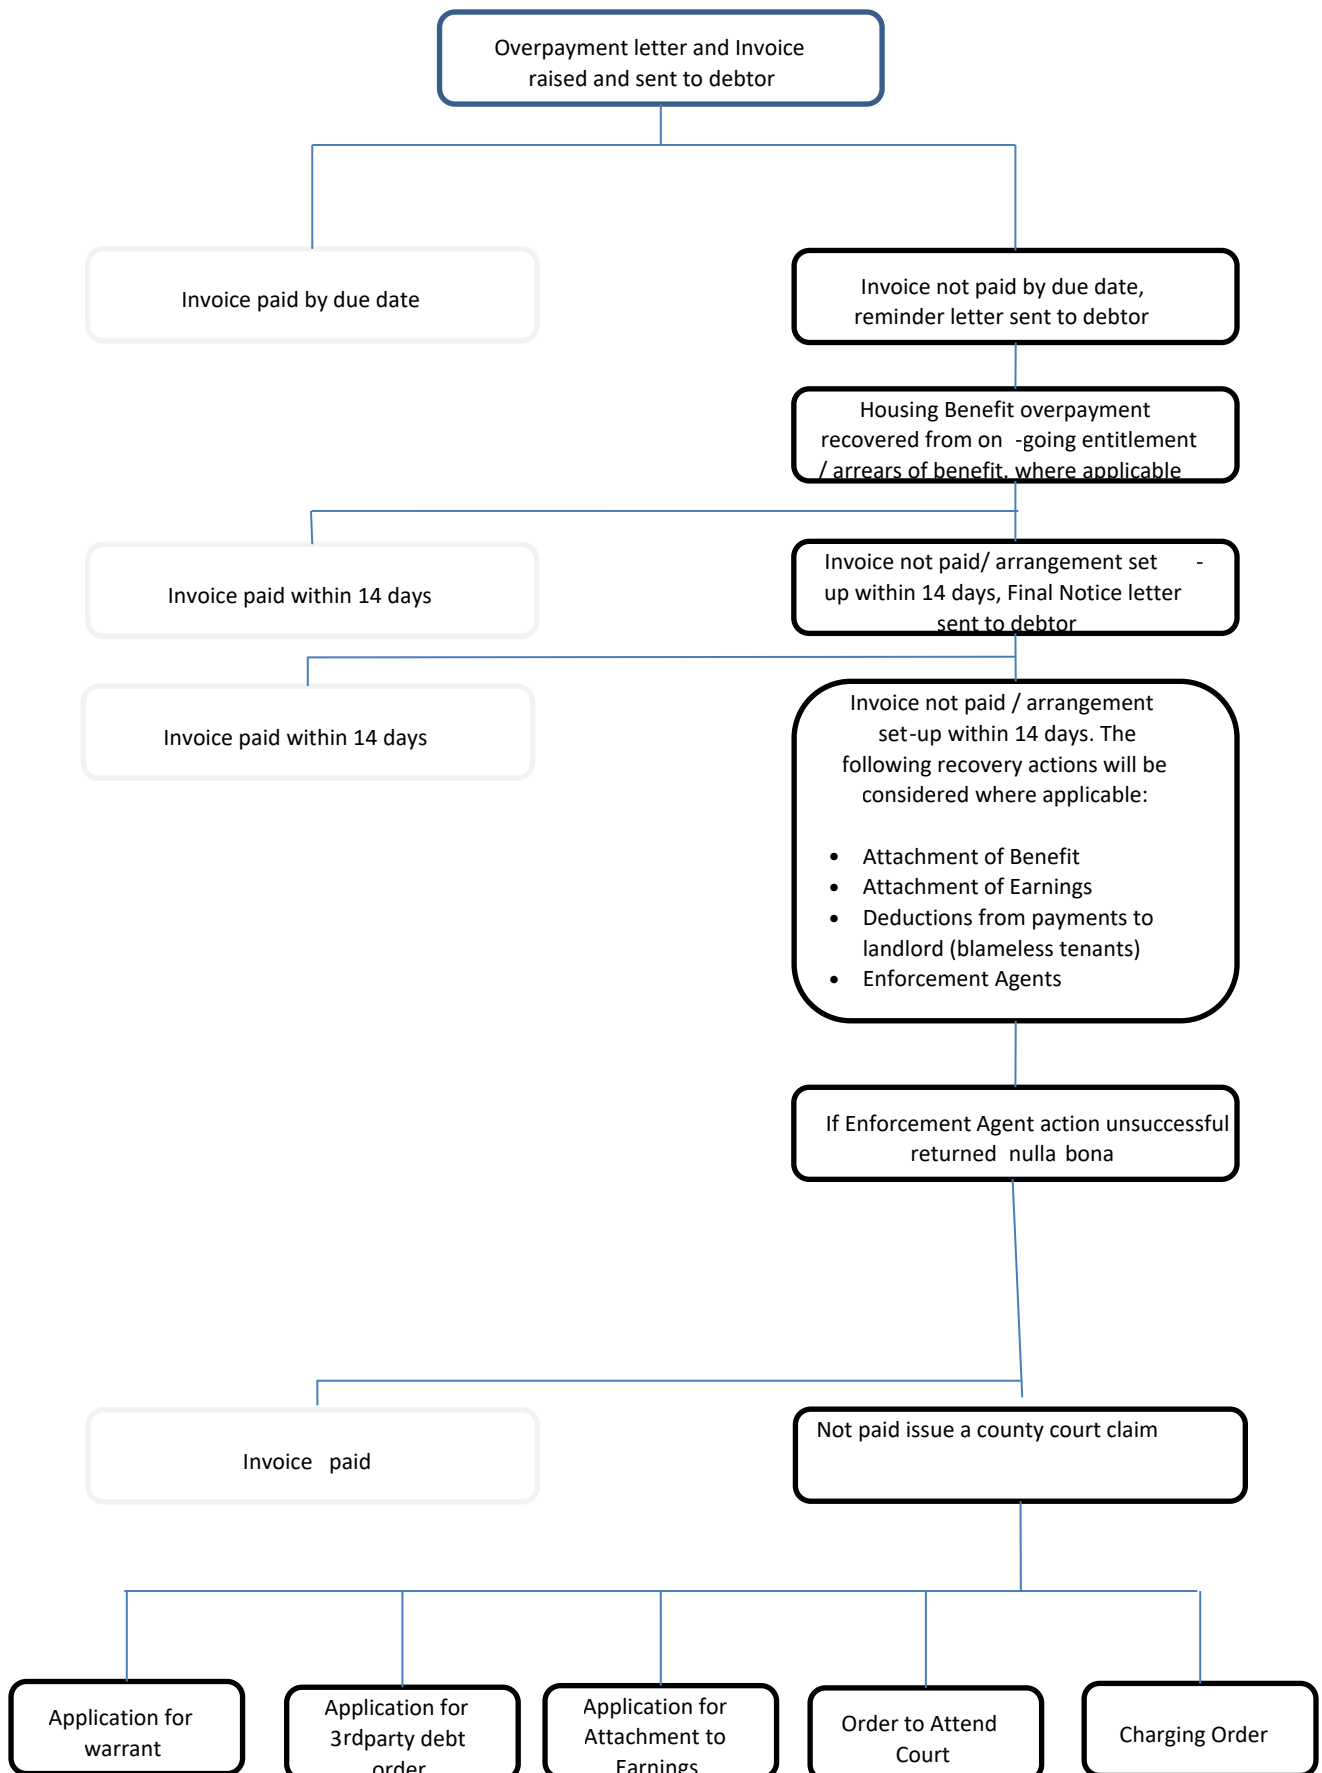 Overpayment letter and Invoice
raised and sent to debtor
Invoice paid by due date
Invoice not paid by due date,
reminder letter sent to debtor
Housing Benefit overpayment
recovered from on -going entitlement
/ arrears of benefit, where applicable
Invoice paid within 14 days
Invoice not paid/ arrangement set -
up within 14 days, Final Notice letter
sent to debtor
Invoice paid within 14 days
Invoice not paid / arrangement
set-up within 14 days. The
following recovery actions will be
considered where applicable:
• Attachment of Benefit
• Attachment of Earnings
• Deductions from payments to
landlord (blameless tenants)
• Enforcement Agents
If Enforcement Agent action unsuccessful
returned nulla bona
Invoice paid
Not paid issue a county court claim
Application for
warrant
Application for
3rdparty debt
order
Application for
Attachment to
Earnings
Order to Attend
Court
Charging Order